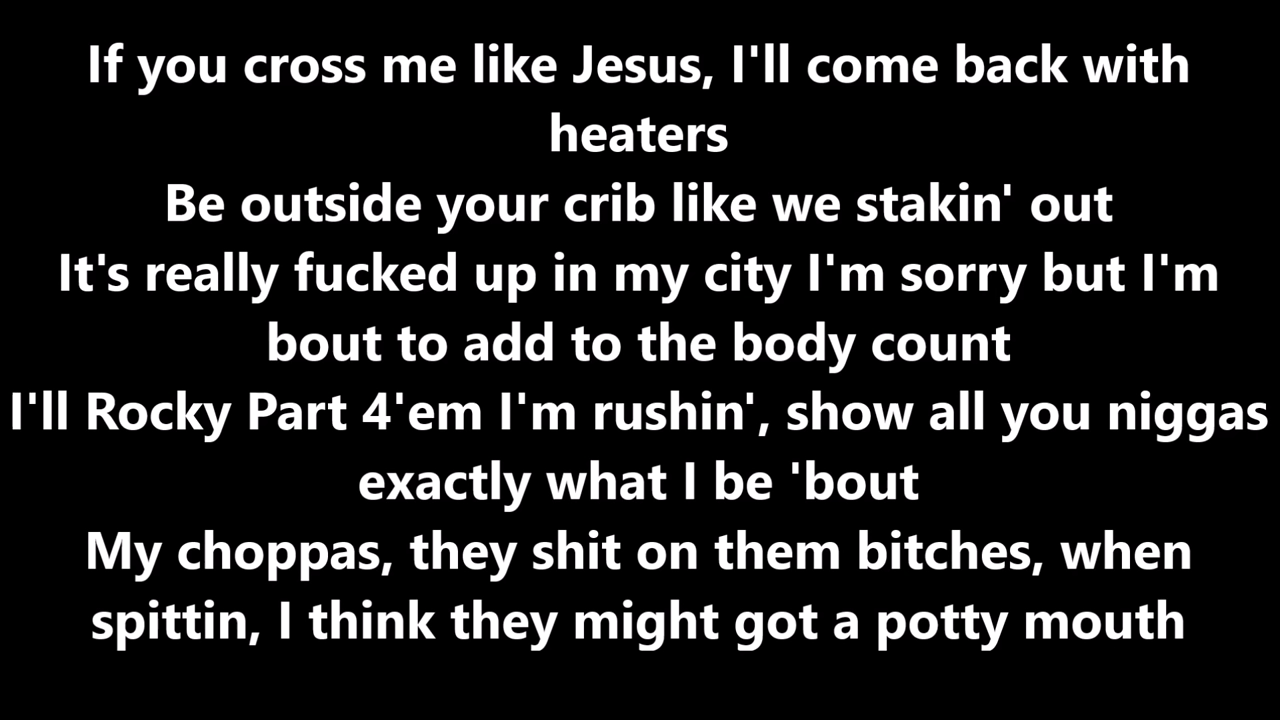 If you cross me like Jesus, I'll come back with
heaters
Be outside your crib like we stakin' out
It's really fucked up in my city I'm sorry but I'm
bout to add to the body count
I'll Rocky Part 4'em I'm rushin', show all you niggas
exactly what I be 'bout
My choppas, they shit on them bitches, when
spittin, I think they might got a potty mouth